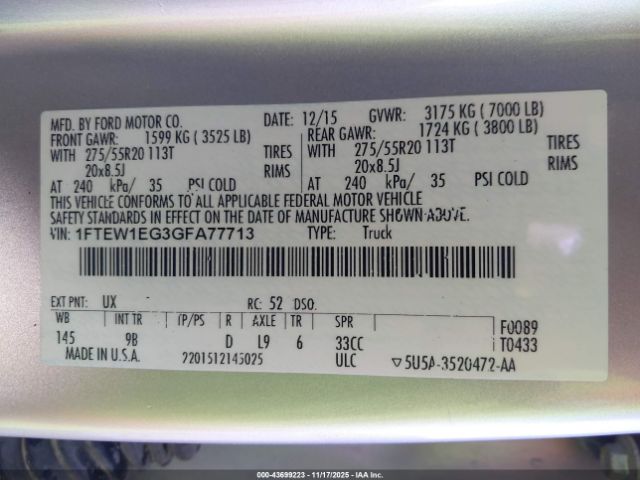 MFD. BY FORD MOTOR CO. DATE: 12/15 GVWR: 3175 KG ( 7000 LB)
FRONT GAWR: 1599 KG ( 3525 LB) REAR GAWR: 1724 KG ( 3800 LB)
WITH 275/55R20 113T TIRES WITH 275/55R20 113T TIRES
20x8.5J RIMS 20x8.5J RIMS
AT 240 kPa/ 35 PSI COLD AT 240 kPa/ 35 PSI COLD
THIS VEHICLE CONFORMS TO ALL APPLICABLE FEDERAL MOTOR VEHICLE
SAFETY STANDARDS IN EFFECT ON THE DATE OF MANUFACTURE SHOWN ABOVE.
VIN: 1FTEW1EG3GFA77713 TYPE: Truck
EXT PNT: UX RC: 52 DSO:
WB INT TR TP/PS R AXLE TR SPR F0089
145 9B D L9 6 33CC T0433
MADE IN U.S.A. 2201512145025 ULC ▽5U5A-3520472-AA
00-43699223 - 11/17/2025 - © IAA, Inc.